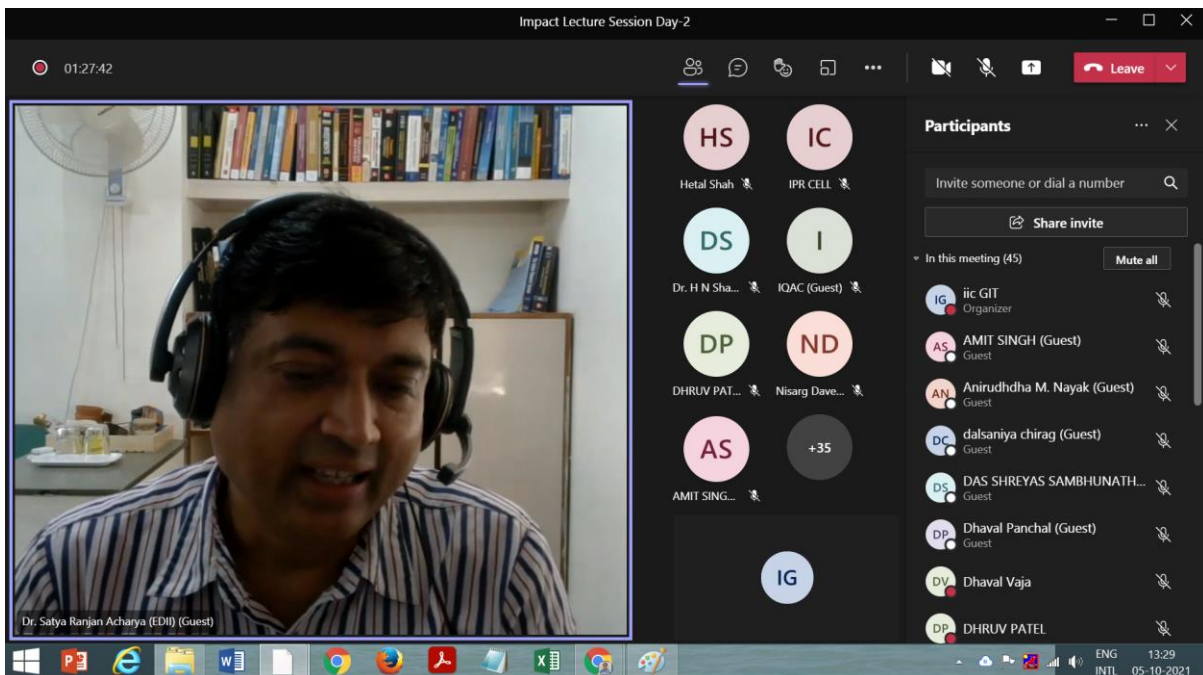 Impact Lecture Session Day-2
01:27:42
Leave
HS
Hetal Shah
IC
IPR CELL
DS
Dr. H N Sha...
I
IQAC (Guest)
DP
DHRUV PAT...
ND
Nisarg Dave...
AS
AMIT SING...
+35
IG
Dr. Satya Ranjan Acharya (EDII) (Guest)
Participants
Invite someone or dial a number
Share invite
In this meeting (45)
Mute all
IG
iic GIT
Organizer
AS
AMIT SINGH (Guest)
Guest
AN
Anirudhdha M. Nayak (Guest)
Guest
DC
dalsaniya chirag (Guest)
Guest
DS
DAS SHREYAS SAMBHUNATH...
Guest
DP
Dhaval Panchal (Guest)
Guest
DV
Dhaval Vaja
DP
DHRUV PATEL
ENG
INTL
13:29
05-10-2021